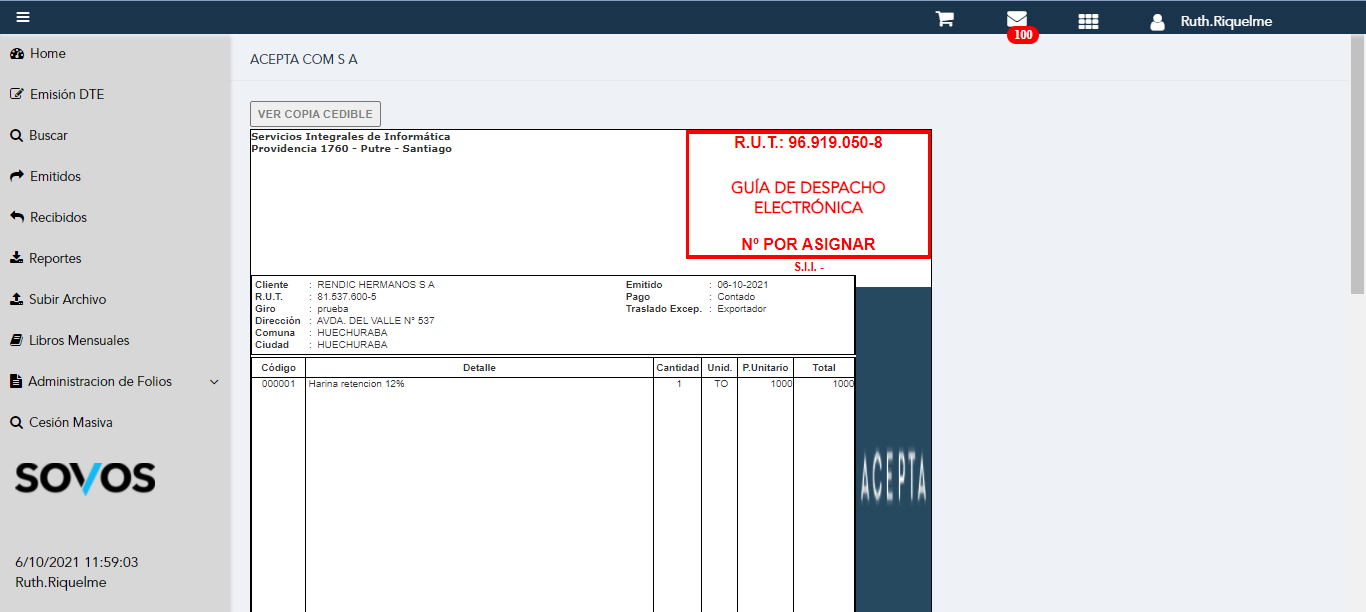 Ruth.Riquelme
100
Home
Emisión DTE
Buscar
Emitidos
Recibidos
Reportes
Subir Archivo
Libros Mensuales
Administracion de Folios
Cesión Masiva
SOVOS
6/10/2021 11:59:03
Ruth.Riquelme
ACEPTA COM S A
VER COPIA CEDIBLE
Servicios Integrales de Informática
Providencia 1760 - Putre - Santiago
R.U.T.: 96.919.050-8
GUÍA DE DESPACHO
ELECTRÓNICA
Nº POR ASIGNAR
S.I.I. -
Cliente : RENDIC HERMANOS S A Emitido : 06-10-2021
R.U.T. : 81.537.600-5 Pago : Contado
Giro : prueba Traslado Excep. : Exportador
Dirección : AVDA. DEL VALLE N° 537
Comuna : HUECHURABA
Ciudad : HUECHURABA
Código Detalle Cantidad Unid. P.Unitario Total
000001 Harina retencion 12% 1 TO 1000 1000
ACEPTA